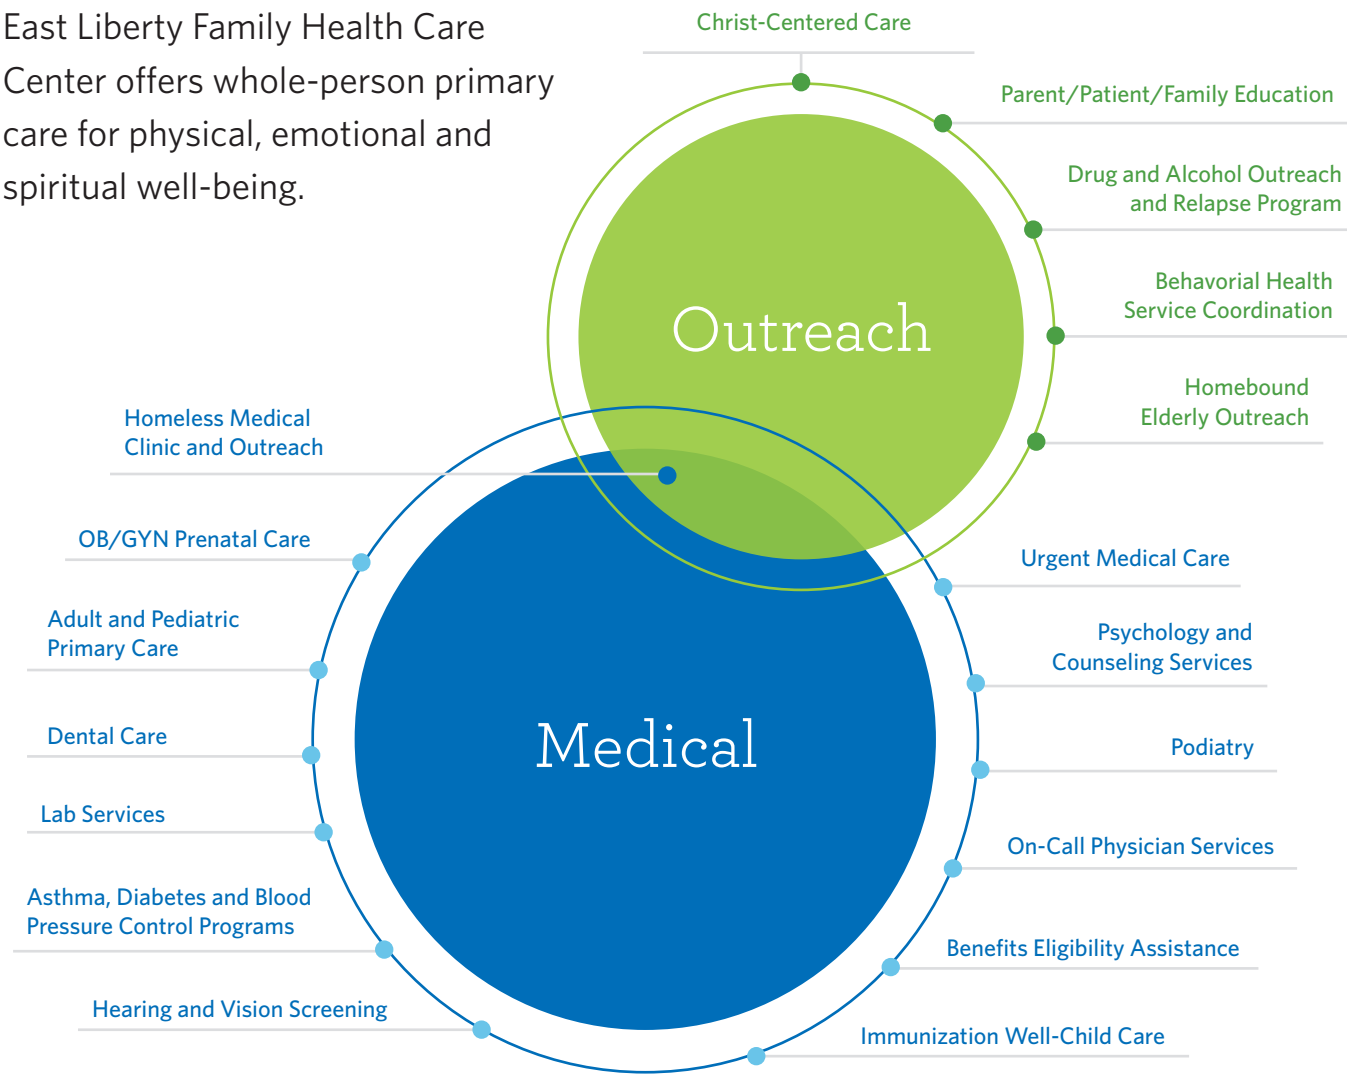 East Liberty Family Health Care
Center offers whole-person primary
care for physical, emotional and
spiritual well-being.
Christ-Centered Care
Parent/Patient/Family Education
Drug and Alcohol Outreach
and Relapse Program
Behavorial Health
Service Coordination
Homebound
Elderly Outreach
Outreach
Homeless Medical
Clinic and Outreach
OB/GYN Prenatal Care
Adult and Pediatric
Primary Care
Dental Care
Lab Services
Asthma, Diabetes and Blood
Pressure Control Programs
Hearing and Vision Screening
Medical
Urgent Medical Care
Psychology and
Counseling Services
Podiatry
On-Call Physician Services
Benefits Eligibility Assistance
Immunization Well-Child Care